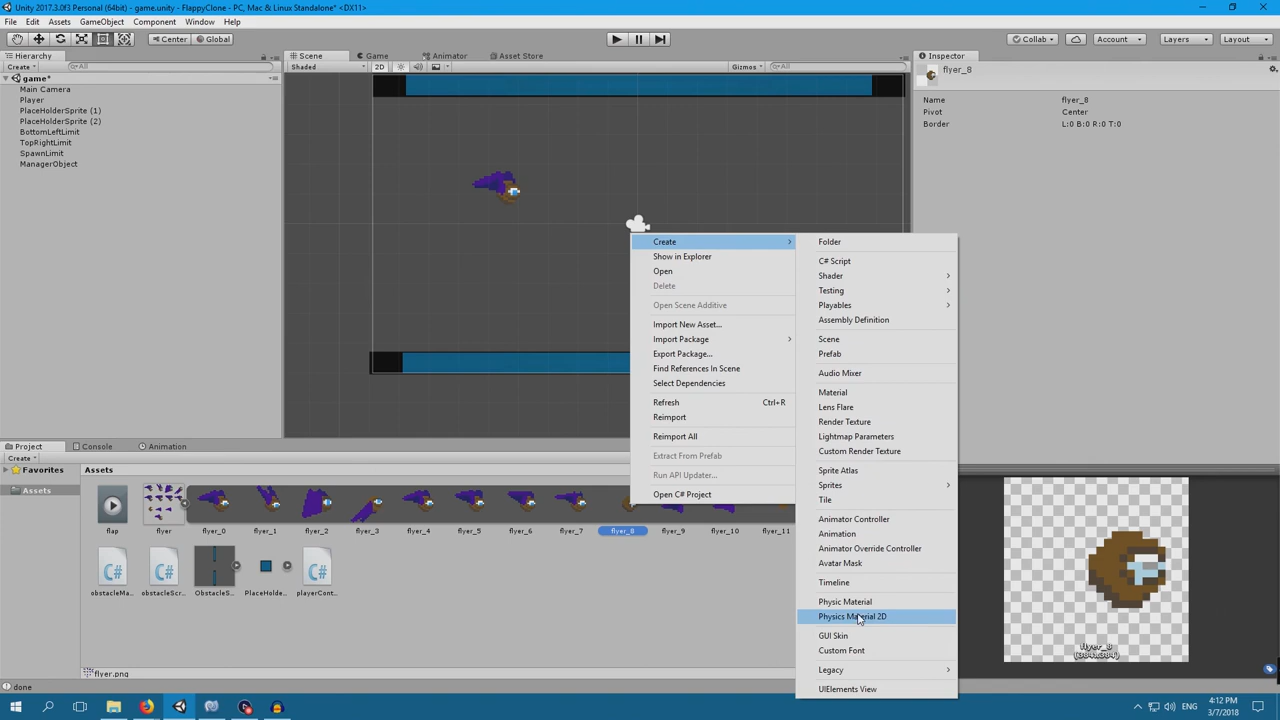 Unity 2017.3.0f3 Personal (64bit) - game.unity - FlappyClone - PC, Mac & Linux Standalone* <DX11>
File Edit Assets GameObject Component Window Help
Center Global Collab Account Layers Layout
Hierarchy Scene Game Animator Asset Store Inspector
Create All Shaded 2D Gizmos All
game*
flyer_8
Main Camera
Player
PlaceHolderSprite (1)
PlaceHolderSprite (2)
BottomLeftLimit
TopRightLimit
SpawnLimit
ManagerObject
Name flyer_8
Pivot Center
Border L:0 B:0 R:0 T:0
Create
Show in Explorer
Open
Delete
Open Scene Additive
Import New Asset...
Import Package
Export Package...
Find References In Scene
Select Dependencies
Refresh Ctrl+R
Reimport
Reimport All
Extract From Prefab
Run API Updater...
Open C# Project
Folder
C# Script
Shader
Testing
Playables
Assembly Definition
Scene
Prefab
Audio Mixer
Material
Lens Flare
Render Texture
Lightmap Parameters
Custom Render Texture
Sprite Atlas
Sprites
Tile
Animator Controller
Animation
Animator Override Controller
Avatar Mask
Timeline
Physic Material
Physics Material 2D
GUI Skin
Custom Font
Legacy
UIElements View
Project Console Animation
Create
Favorites
Assets
Assets
flap flyer flyer_0 flyer_1 flyer_2 flyer_3 flyer_4 flyer_5 flyer_6 flyer_7 flyer_8 flyer_9 flyer_10 flyer_11
C# C# C#
obstacleMa... obstacleScr... ObstacleS... PlaceHolde... playerCont...
flyer.png
flyer_8
(384x384)
done
ENG
4:12 PM
3/7/2018